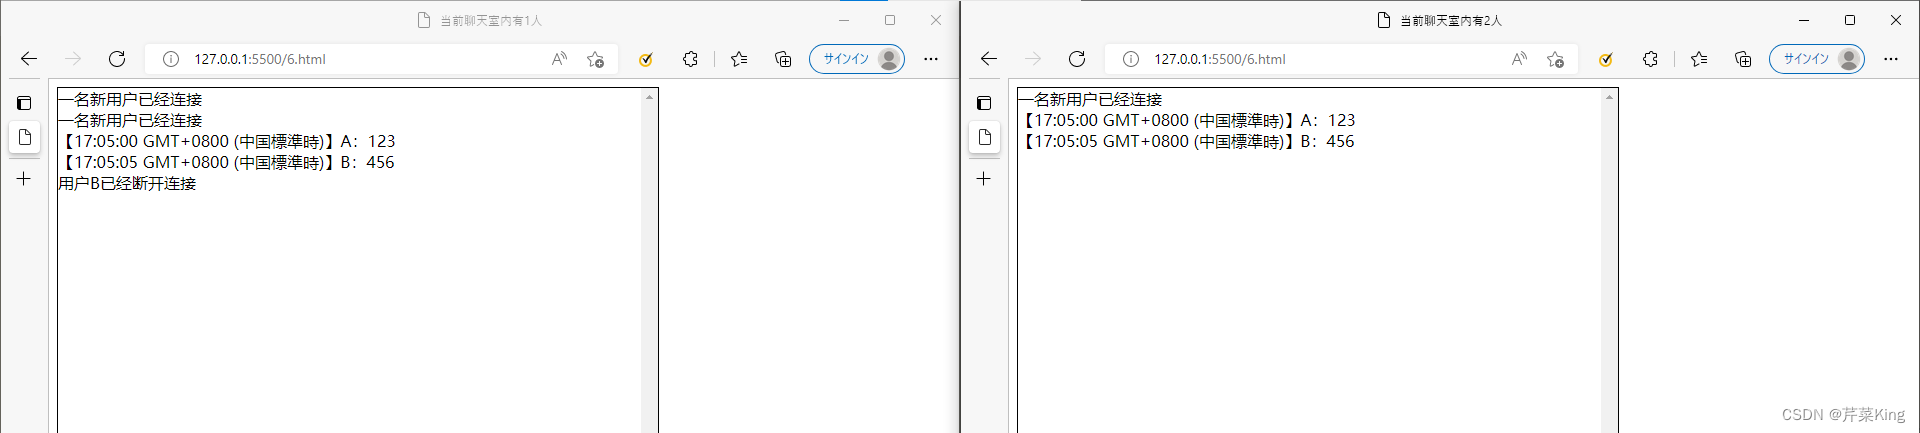 当前聊天室内有1人
127.0.0.1:5500/6.html
サインイン
一名新用户已经连接
一名新用户已经连接
【17:05:00 GMT+0800 (中国標準時)】A：123
【17:05:05 GMT+0800 (中国標準時)】B：456
用户B已经断开连接
当前聊天室内有2人
127.0.0.1:5500/6.html
サインイン
一名新用户已经连接
【17:05:00 GMT+0800 (中国標準時)】A：123
【17:05:05 GMT+0800 (中国標準時)】B：456
CSDN @芹菜King